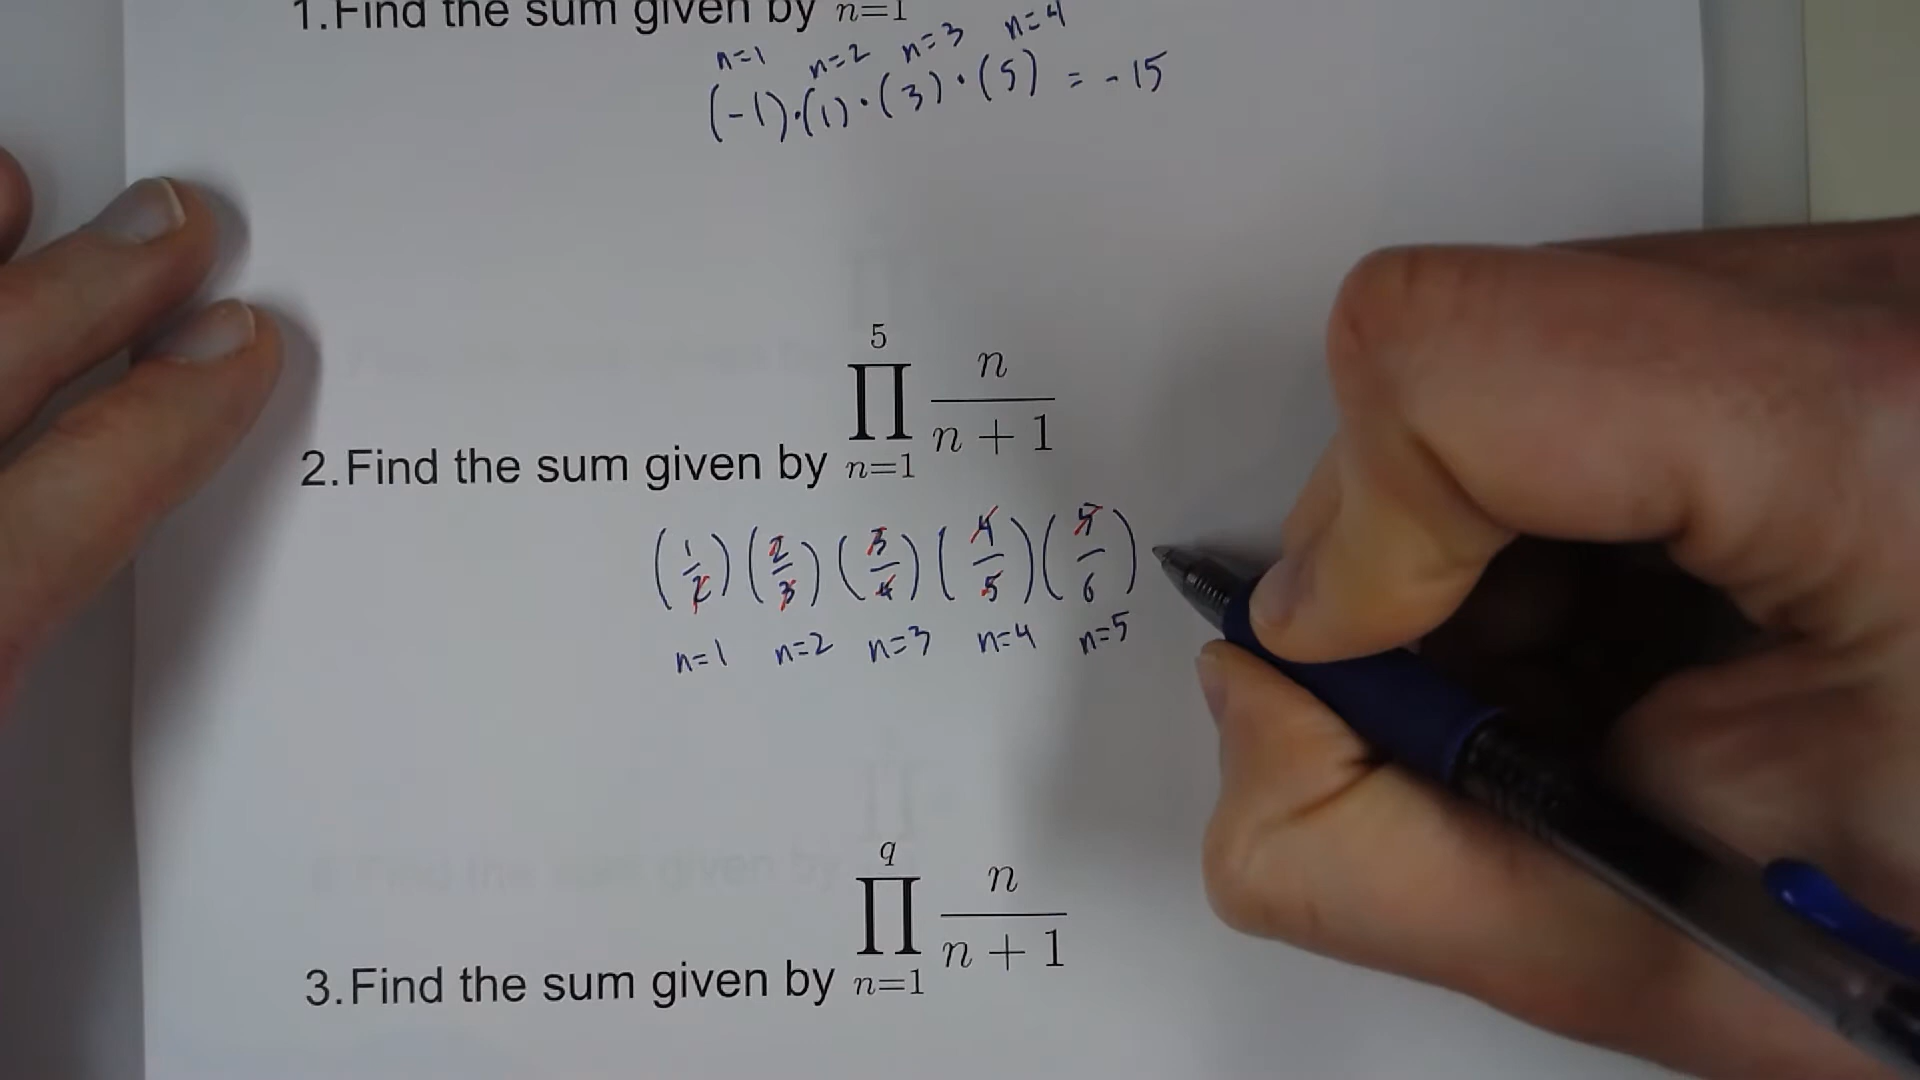 1.Find the sum given by n=1
n=1 n=2 n=3 n=4
(-1)·(1)·(3)·(5) = -15
5
∏ n/(n + 1)
2.Find the sum given by n=1
(1/2)(2/3)(3/4)(4/5)(5/6)
n=1 n=2 n=3 n=4 n=5
q
∏ n/(n + 1)
3.Find the sum given by n=1